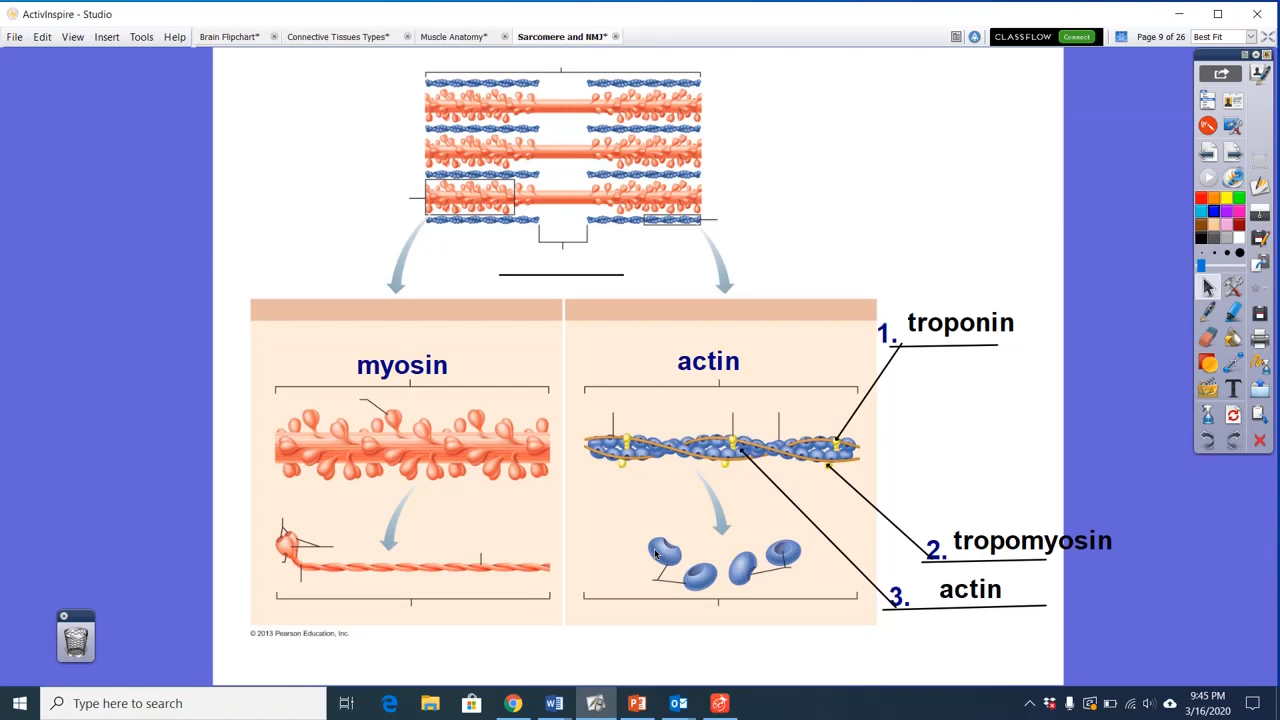 ActivInspire - Studio
File Edit View Insert Tools Help
Brain Flipchart* Connective Tissues Types* Muscle Anatomy* Sarcomere and NMJ*
CLASSFLOW Connect
Page 9 of 26 Best Fit
myosin
actin
1. troponin
2. tropomyosin
3. actin
© 2013 Pearson Education, Inc.
Type here to search
9:45 PM
3/16/2020